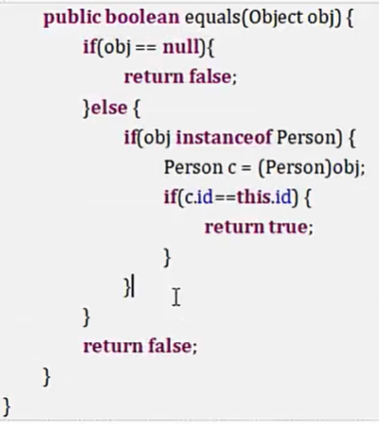 public boolean equals(Object obj) {
if(obj == null){
return false;
}else {
if(obj instanceof Person) {
Person c = (Person)obj;
if(c.id==this.id) {
return true;
}
}
}
return false;
}
}